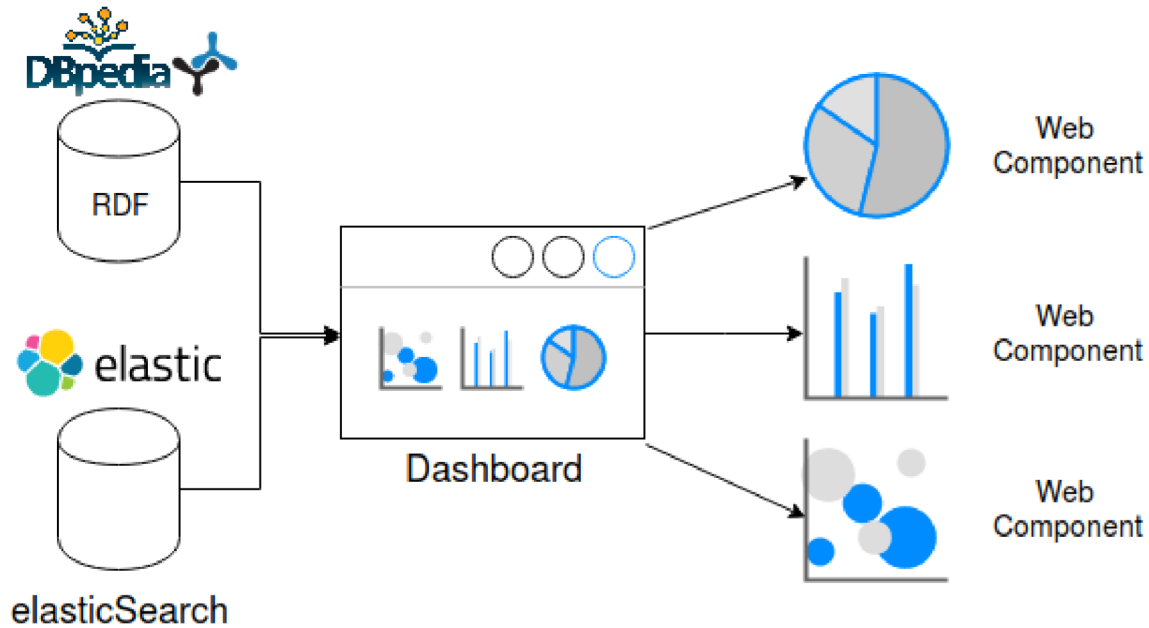 DBpedia
RDF
elastic
elasticSearch
Dashboard
Web
Component
Web
Component
Web
Component